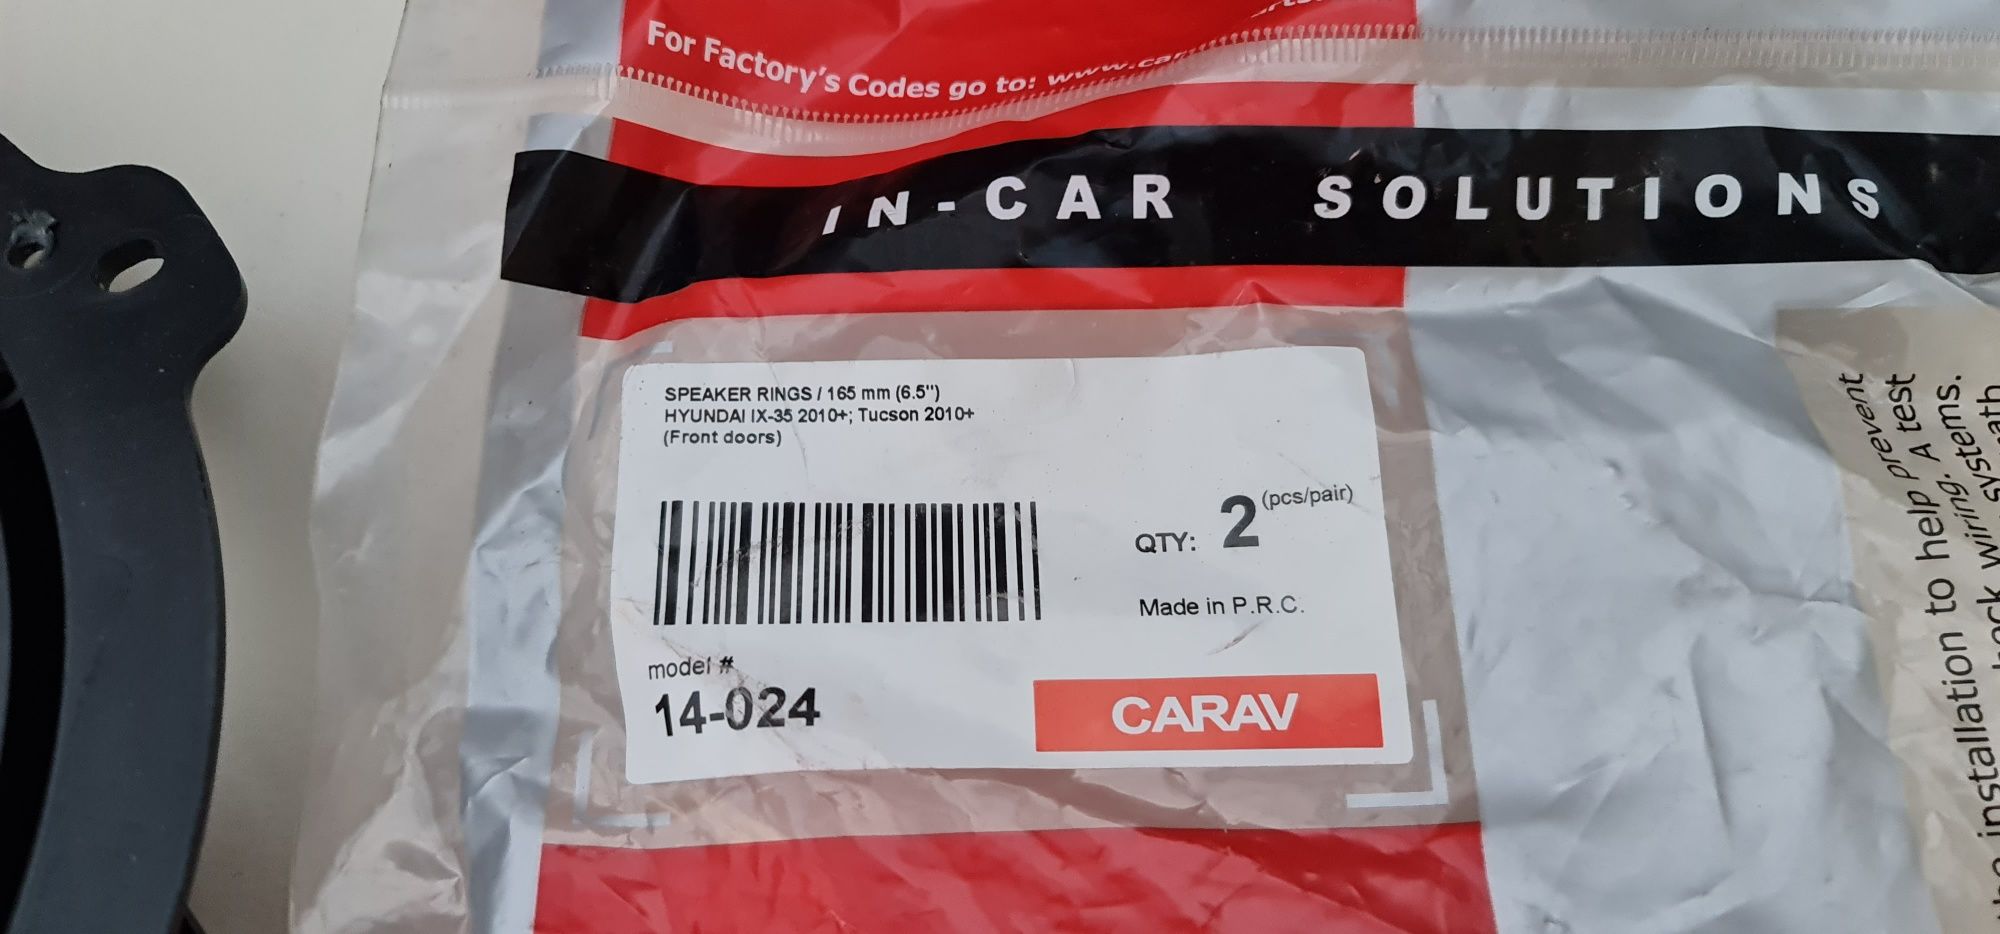 For Factory's Codes go to:
IN-CAR SOLUTIONS
SPEAKER RINGS / 165 mm (6.5")
HYUNDAI IX-35 2010+; Tucson 2010+
(Front doors)
QTY: 2 (pcs/pair)
Made in P.R.C.
model #
14-024
CARAV
prevent
to help A test
installation wiring. systems.